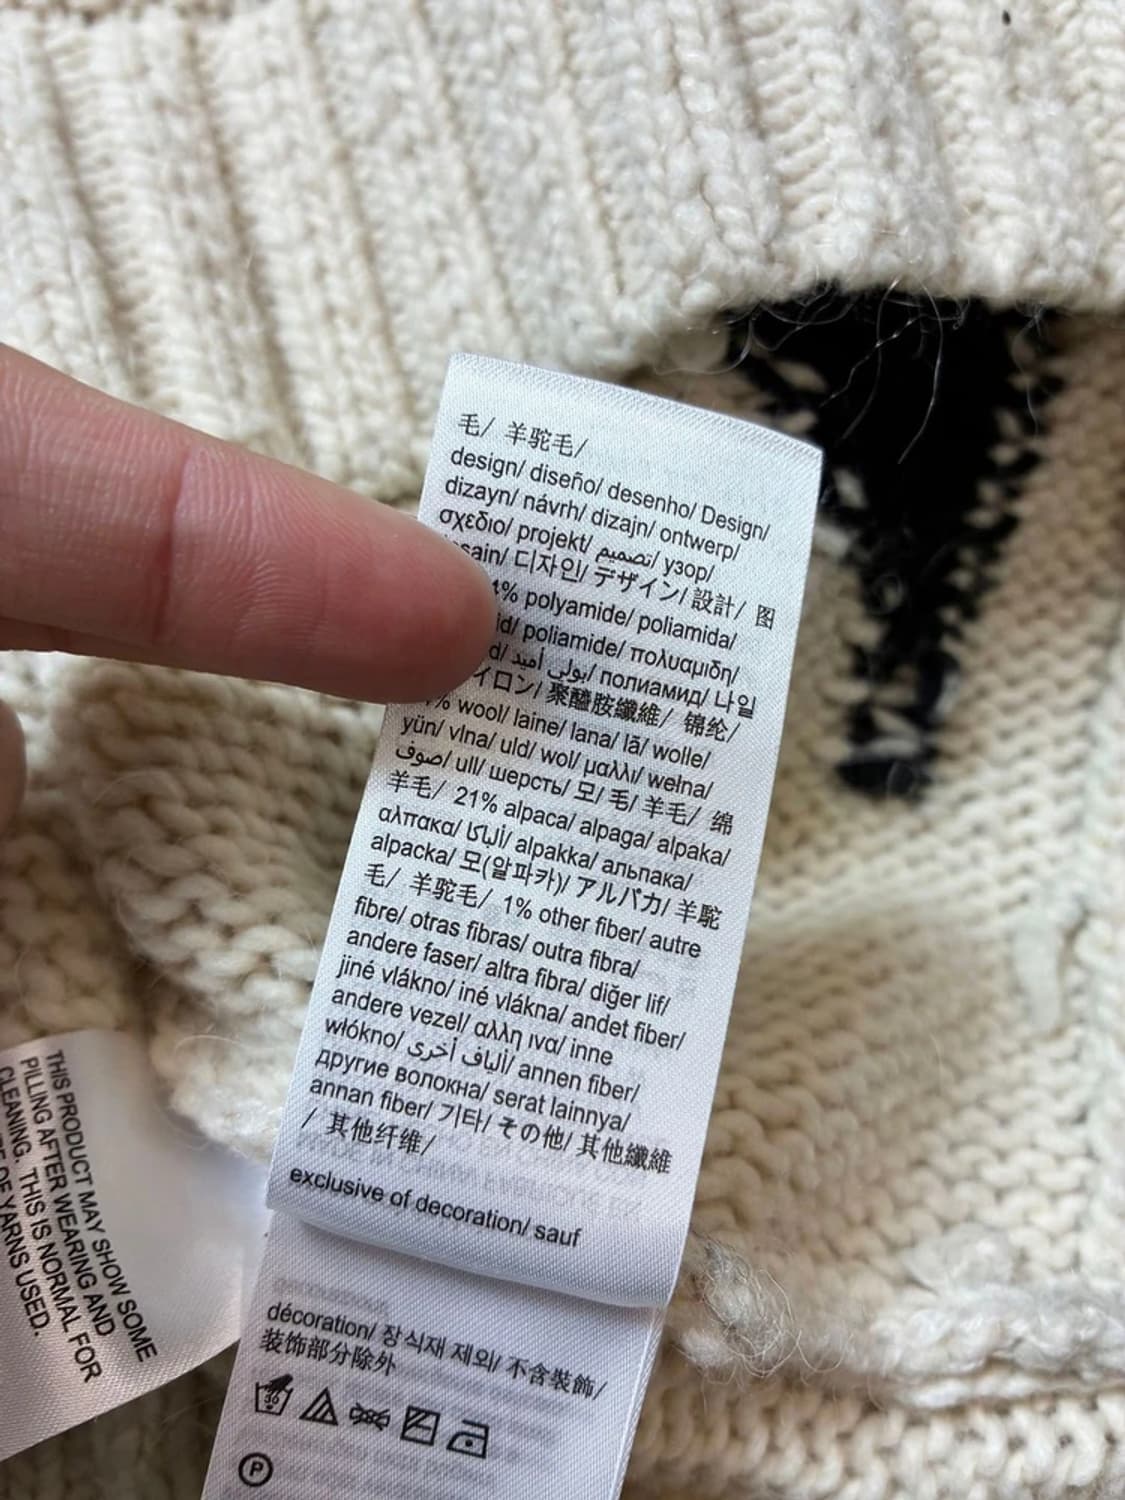 毛/ 羊驼毛/
design/ diseño/ desenho/ Design/
dizayn/ návrh/ dizajn/ ontwerp/
σχεδιο/ projekt/ تصميم/ узор/
디자인/ デザイン/ 設計/ 图
polyamide/ poliamida/
poliamide/ πολυαμιδη/
بولي أميد/ полиамид/ 나일
イロン/ 聚醯胺纖維/ 锦纶/
wool/ laine/ lana/ lã/ wolle/
yün/ vlna/ uld/ wol/ μαλλι/ wełna/
صوف/ ull/ шерсть/ 모/ 毛/ 羊毛/ 绵
羊毛/ 21% alpaca/ alpaga/ alpaka/
αλπακα/ ألباكا/ alpakka/ альпака/
alpacka/ 모(알파카)/ アルパカ/ 羊駝
毛/ 羊驼毛/ 1% other fiber/ autre
fibre/ otras fibras/ outra fibra/
andere faser/ altra fibra/ diğer lif/
jiné vlákno/ iné vlákna/ andet fiber/
andere vezel/ αλλη ινα/ inne
włókno/ ألياف أخرى/ annen fiber/
другие волокна/ serat lainnya/
annan fiber/ 기타/ その他/ 其他纖維
/ 其他纤维/
exclusive of decoration/ sauf
décoration/ 장식재 제외/ 不含裝飾/
装饰部分除外
30
P
THIS PRODUCT MAY SHOW SOME
PILLING AFTER WEARING AND
CLEANING. THIS IS NORMAL FOR
OF YARNS USED.